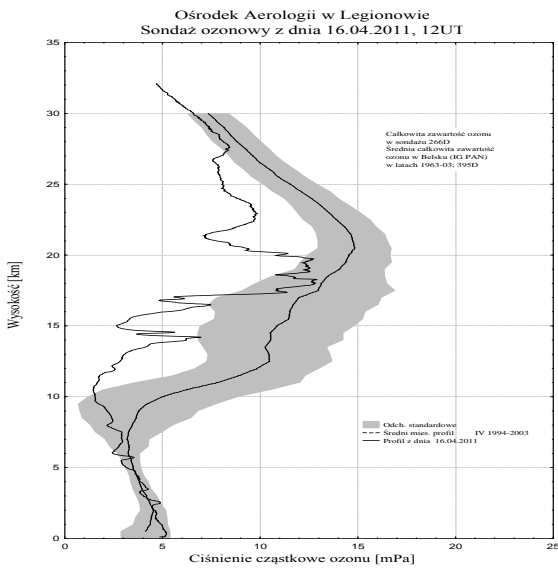 Ośrodek Aerologii w Legionowie
Sondaż ozonowy z dnia 16.04.2011, 12UT
35
30
25
20
15
10
5
0
Wysokość [km]
Całkowita zawartość ozonu
w sondażu 266D
Średnia całkowita zawartość
ozonu w Belsku (IG PAN)
w latach 1963-03; 395D
Odch. standardowe
Średni mies. profil IV 1994-2003
Profil z dnia 16.04.2011
0 5 10 15 20 25
Ciśnienie cząstkowe ozonu [mPa]